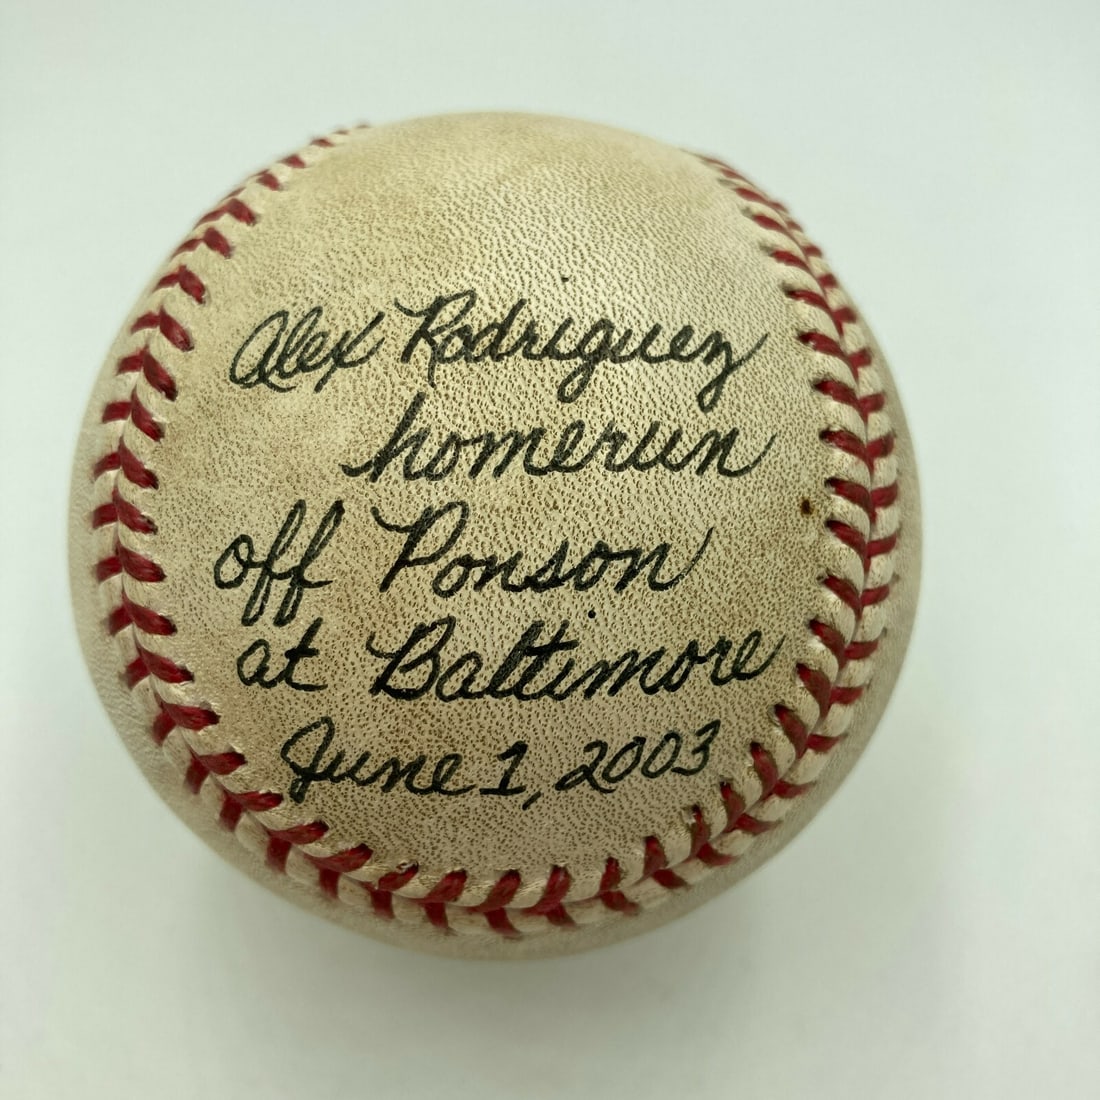 Alex Rodriguez
homerun
off Ponson
at Baltimore
June 1, 2003